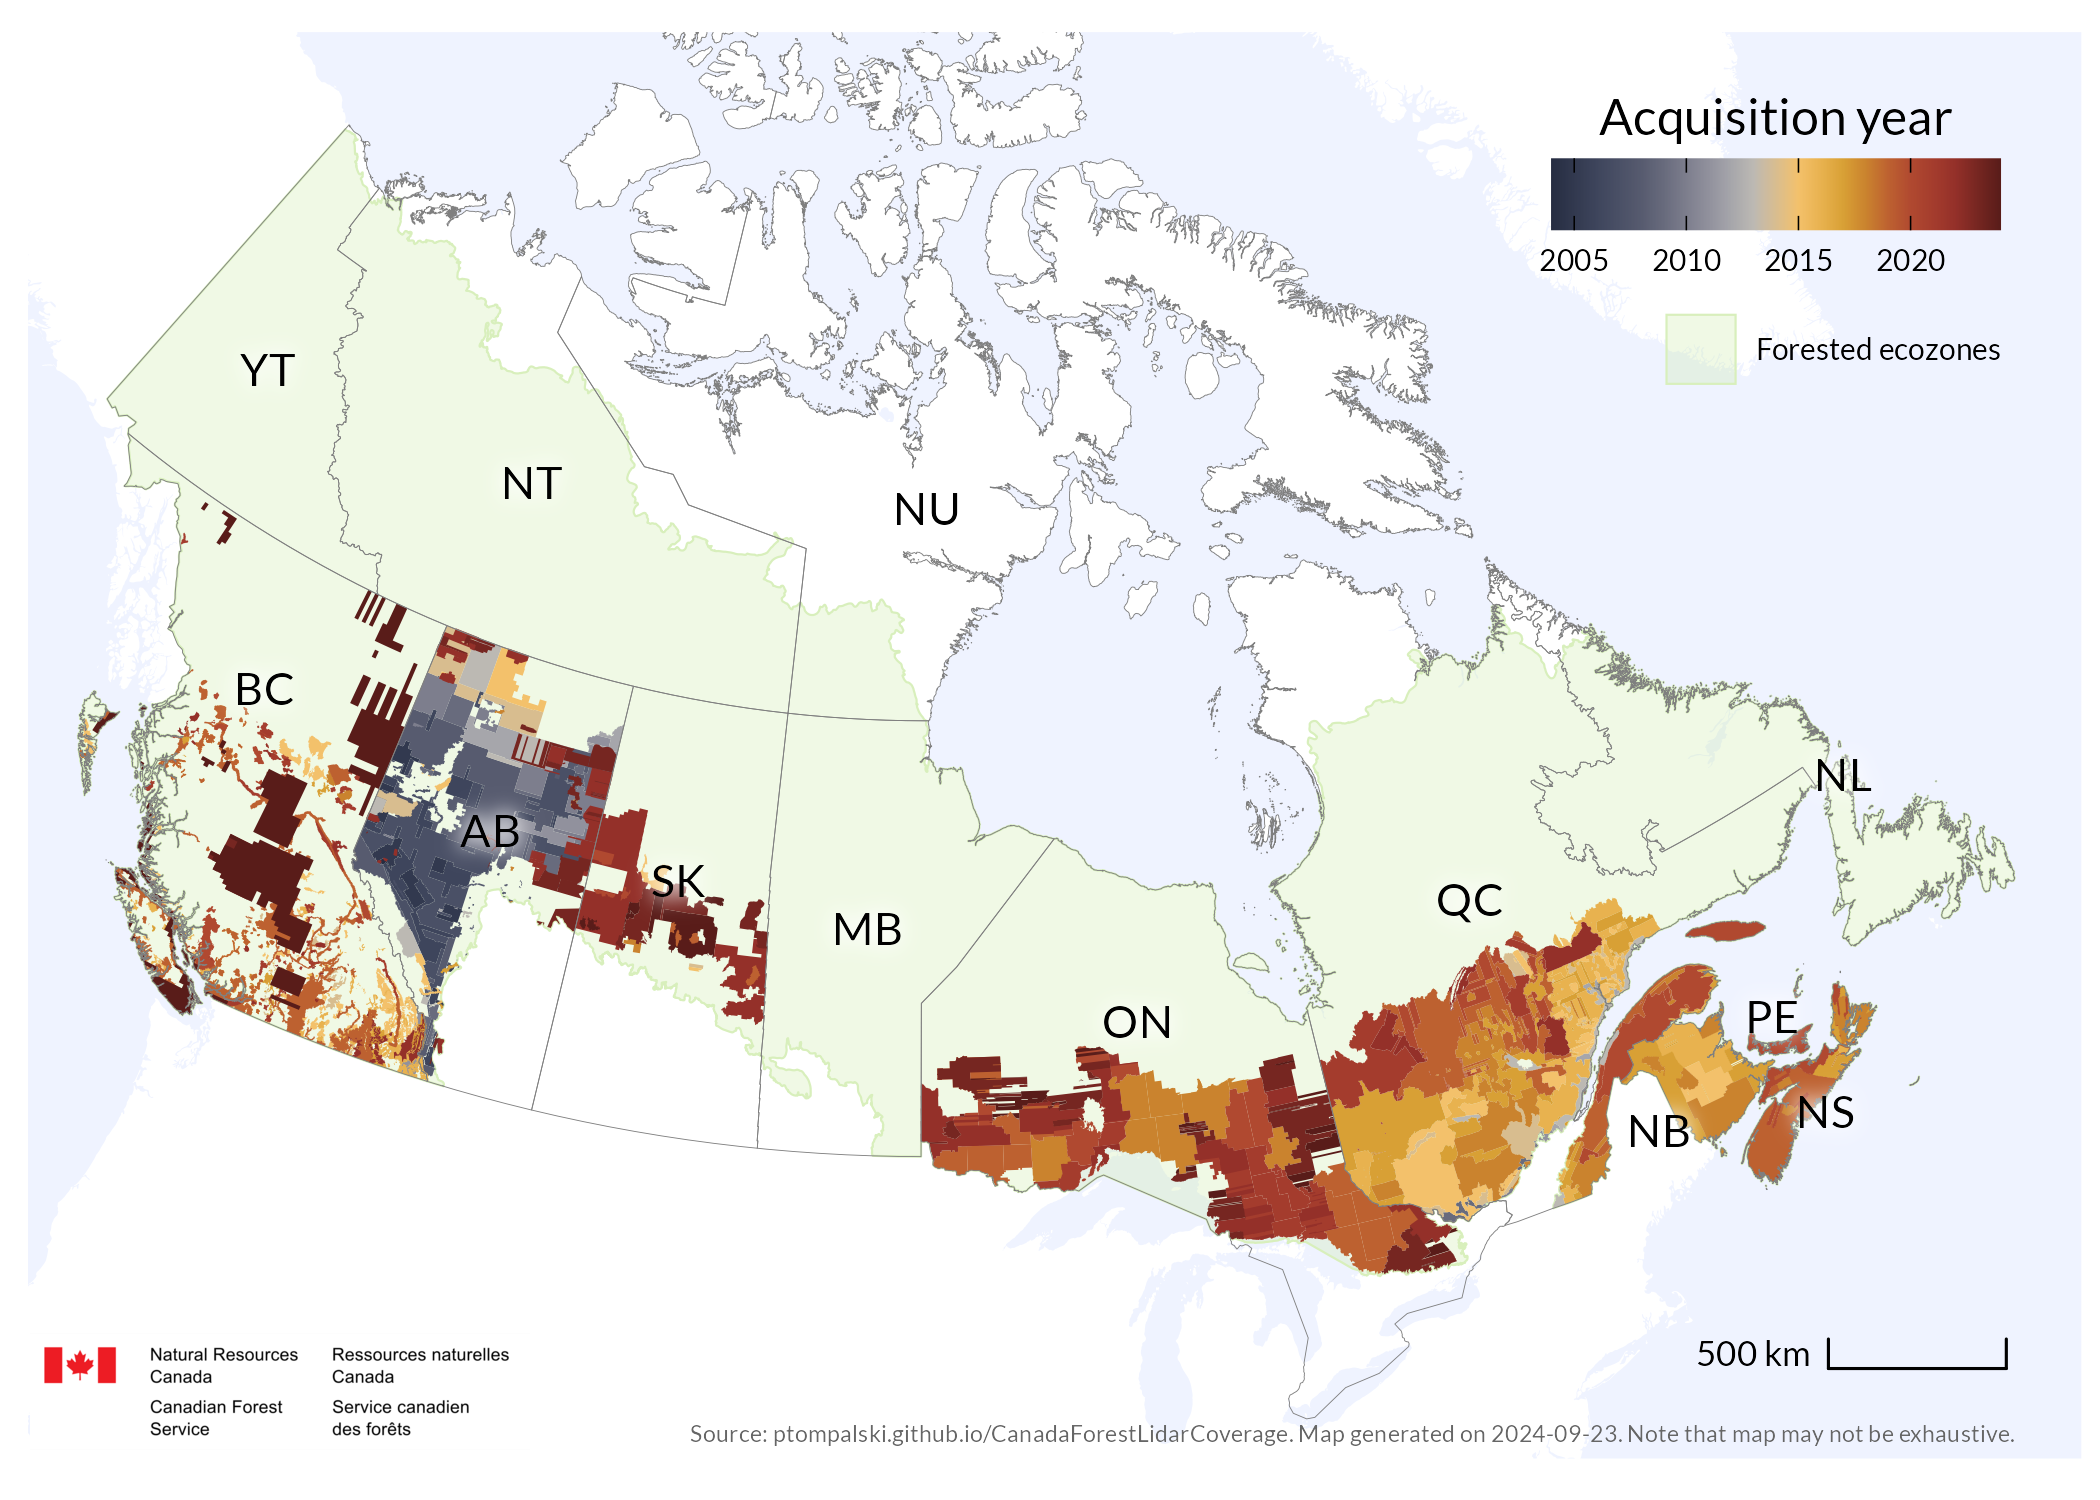 Acquisition year
2005 2010 2015 2020
Forested ecozones
YT
NT
NU
BC
AB
SK
MB
ON
QC
NL
PE
NB
NS
500 km
Natural Resources
Canada
Canadian Forest
Service
Ressources naturelles
Canada
Service canadien
des forêts
Source: ptompalski.github.io/CanadaForestLidarCoverage. Map generated on 2024-09-23. Note that map may not be exhaustive.